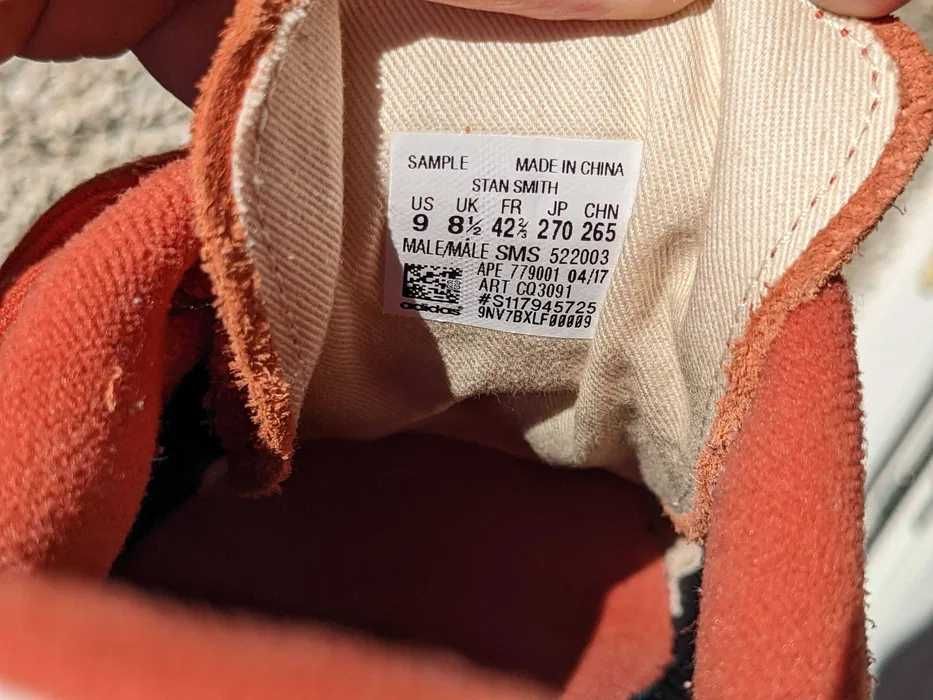 SAMPLE MADE IN CHINA
STAN SMITH
US UK FR JP CHN
9 8½ 42⅔ 270 265
MALE/MÂLE SMS 522003
APE 779001 04/17
ART CQ3091
#S117945725
adidas 9NV7BXLF00009